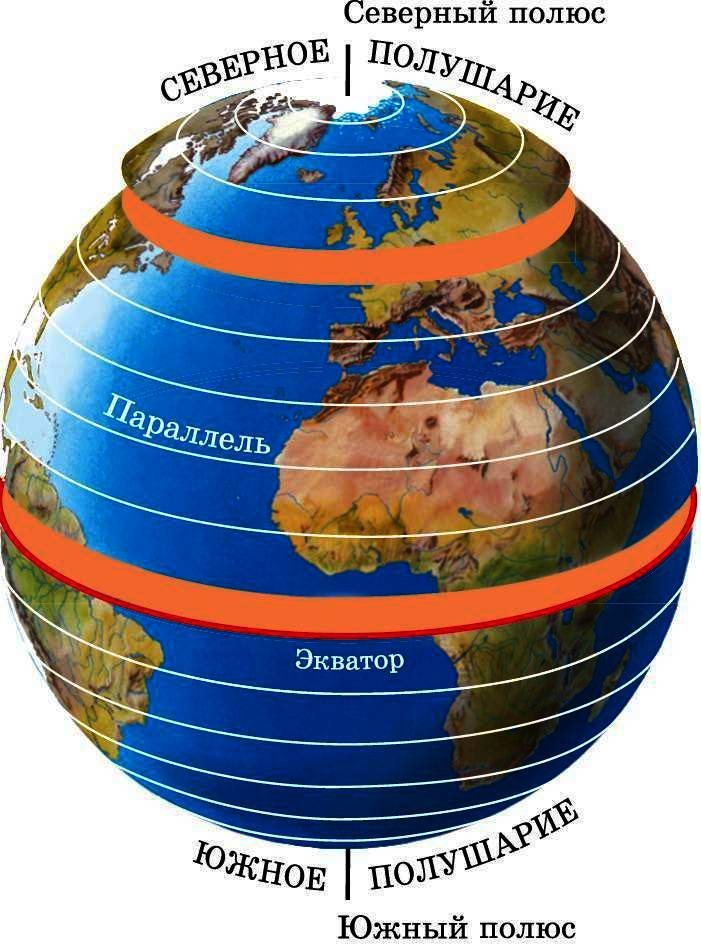 Северный полюс
СЕВЕРНОЕ ПОЛУШАРИЕ
Параллель
Экватор
ЮЖНОЕ ПОЛУШАРИЕ
Южный полюс